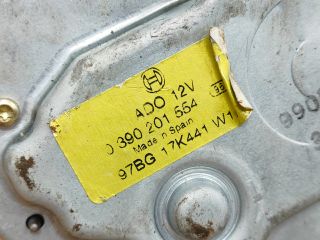 ADO 12V
0 390 201 554
Made in Spain
97BG 17K441 W1